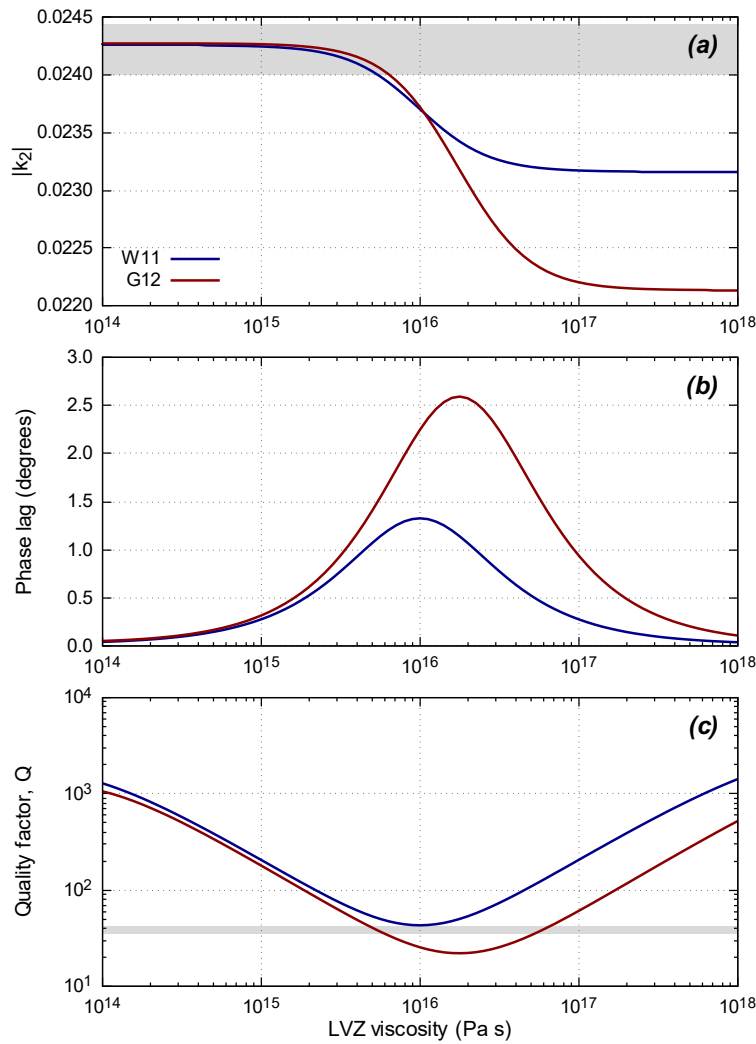 (a)
|k2|
0.0245
0.0240
0.0235
0.0230
0.0225
0.0220
W11
G12
10^14 10^15 10^16 10^17 10^18
(b)
Phase lag (degrees)
3.0
2.5
2.0
1.5
1.0
0.5
0.0
10^14 10^15 10^16 10^17 10^18
(c)
Quality factor, Q
10^4
10^3
10^2
10^1
10^14 10^15 10^16 10^17 10^18
LVZ viscosity (Pa s)